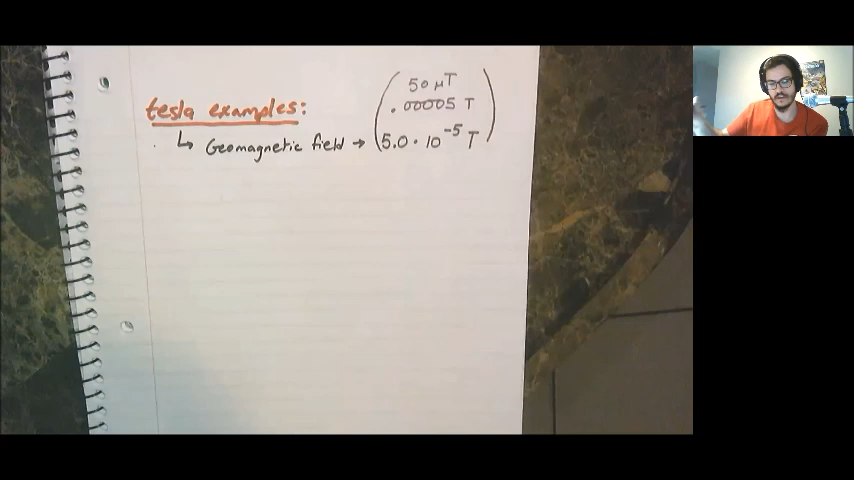 50 μT
tesla examples:
.00005 T
↳ Geomagnetic field → 5.0 · 10⁻⁵ T